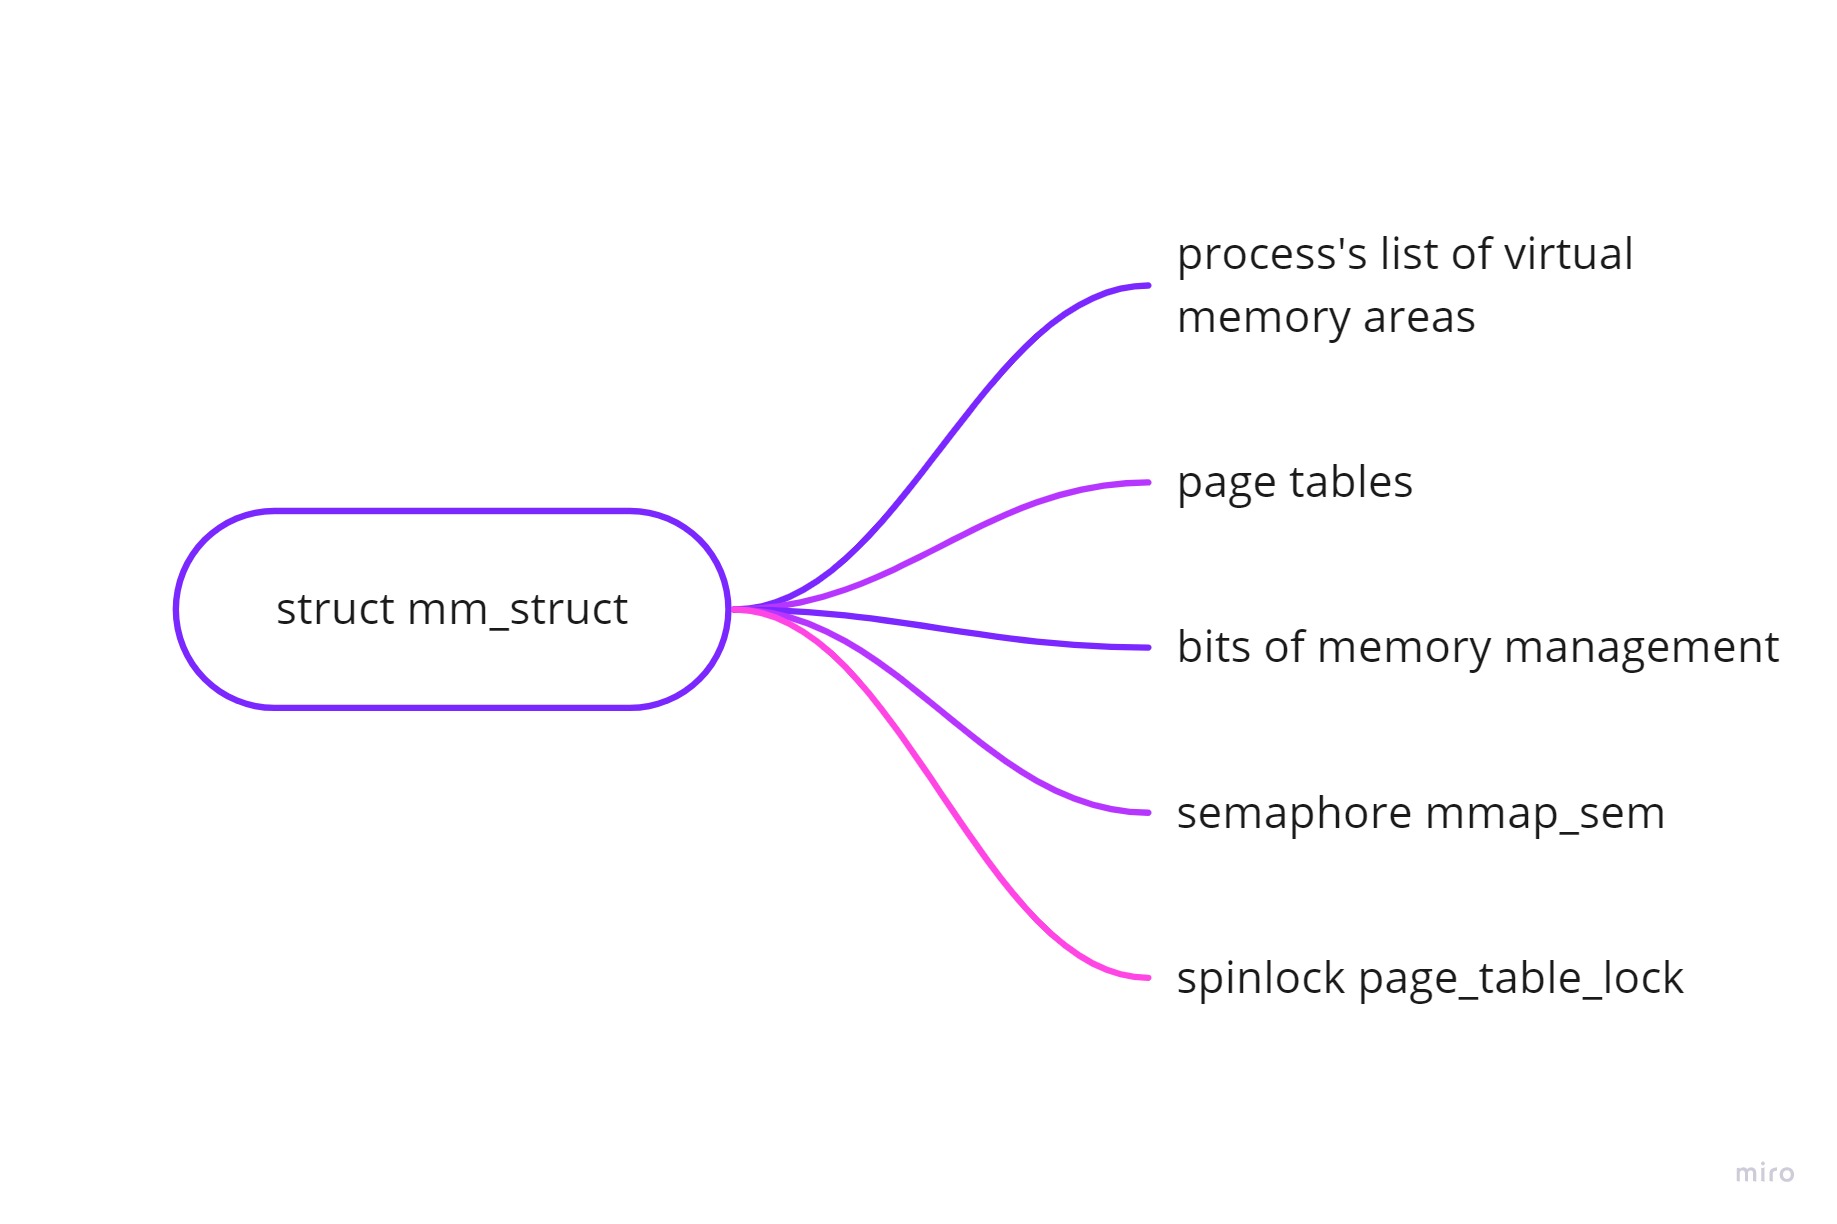 process's list of virtual
memory areas
page tables
struct mm_struct
bits of memory management
semaphore mmap_sem
spinlock page_table_lock
miro